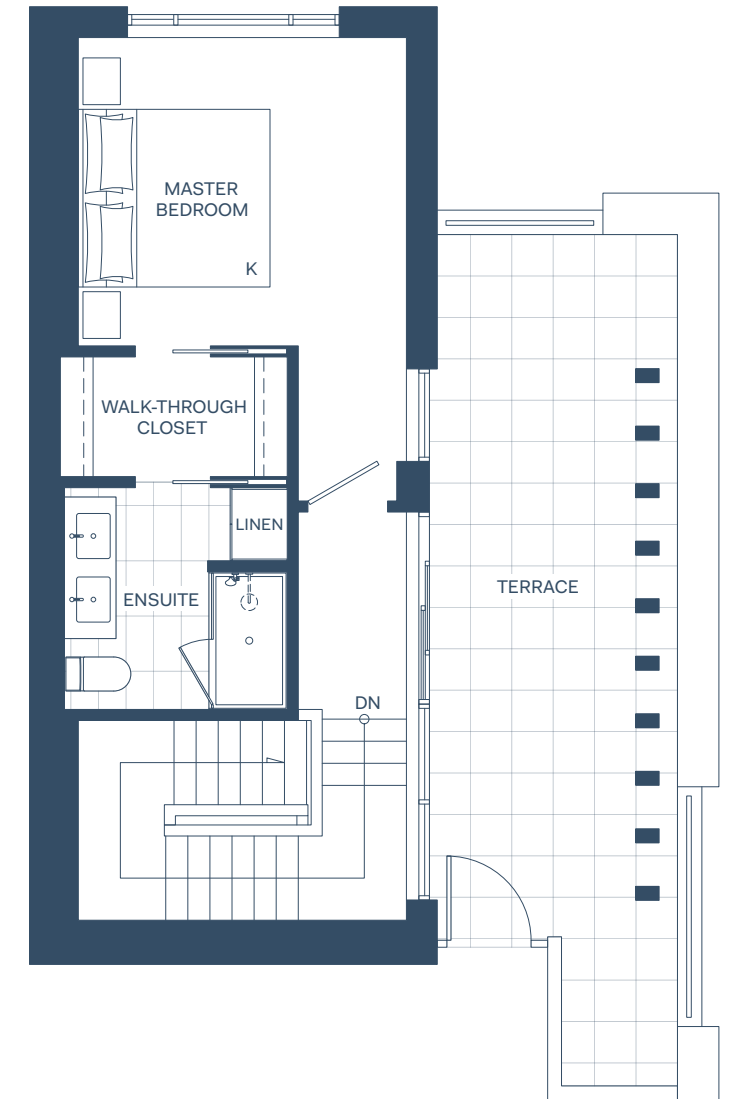 MASTER
BEDROOM
K
WALK-THROUGH
CLOSET
LINEN
ENSUITE
TERRACE
DN